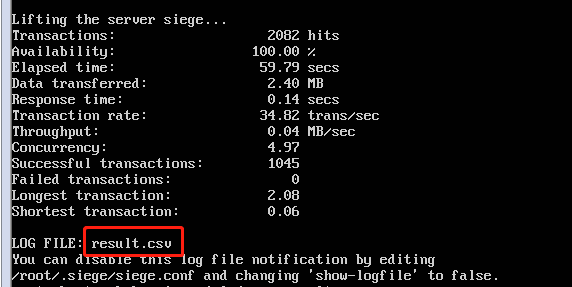 Lifting the server siege...
Transactions: 2082 hits
Availability: 100.00 %
Elapsed time: 59.79 secs
Data transferred: 2.40 MB
Response time: 0.14 secs
Transaction rate: 34.82 trans/sec
Throughput: 0.04 MB/sec
Concurrency: 4.97
Successful transactions: 1045
Failed transactions: 0
Longest transaction: 2.08
Shortest transaction: 0.06
LOG FILE: result.csv
You can disable this log file notification by editing
/root/.siege/siege.conf and changing 'show-logfile' to false.